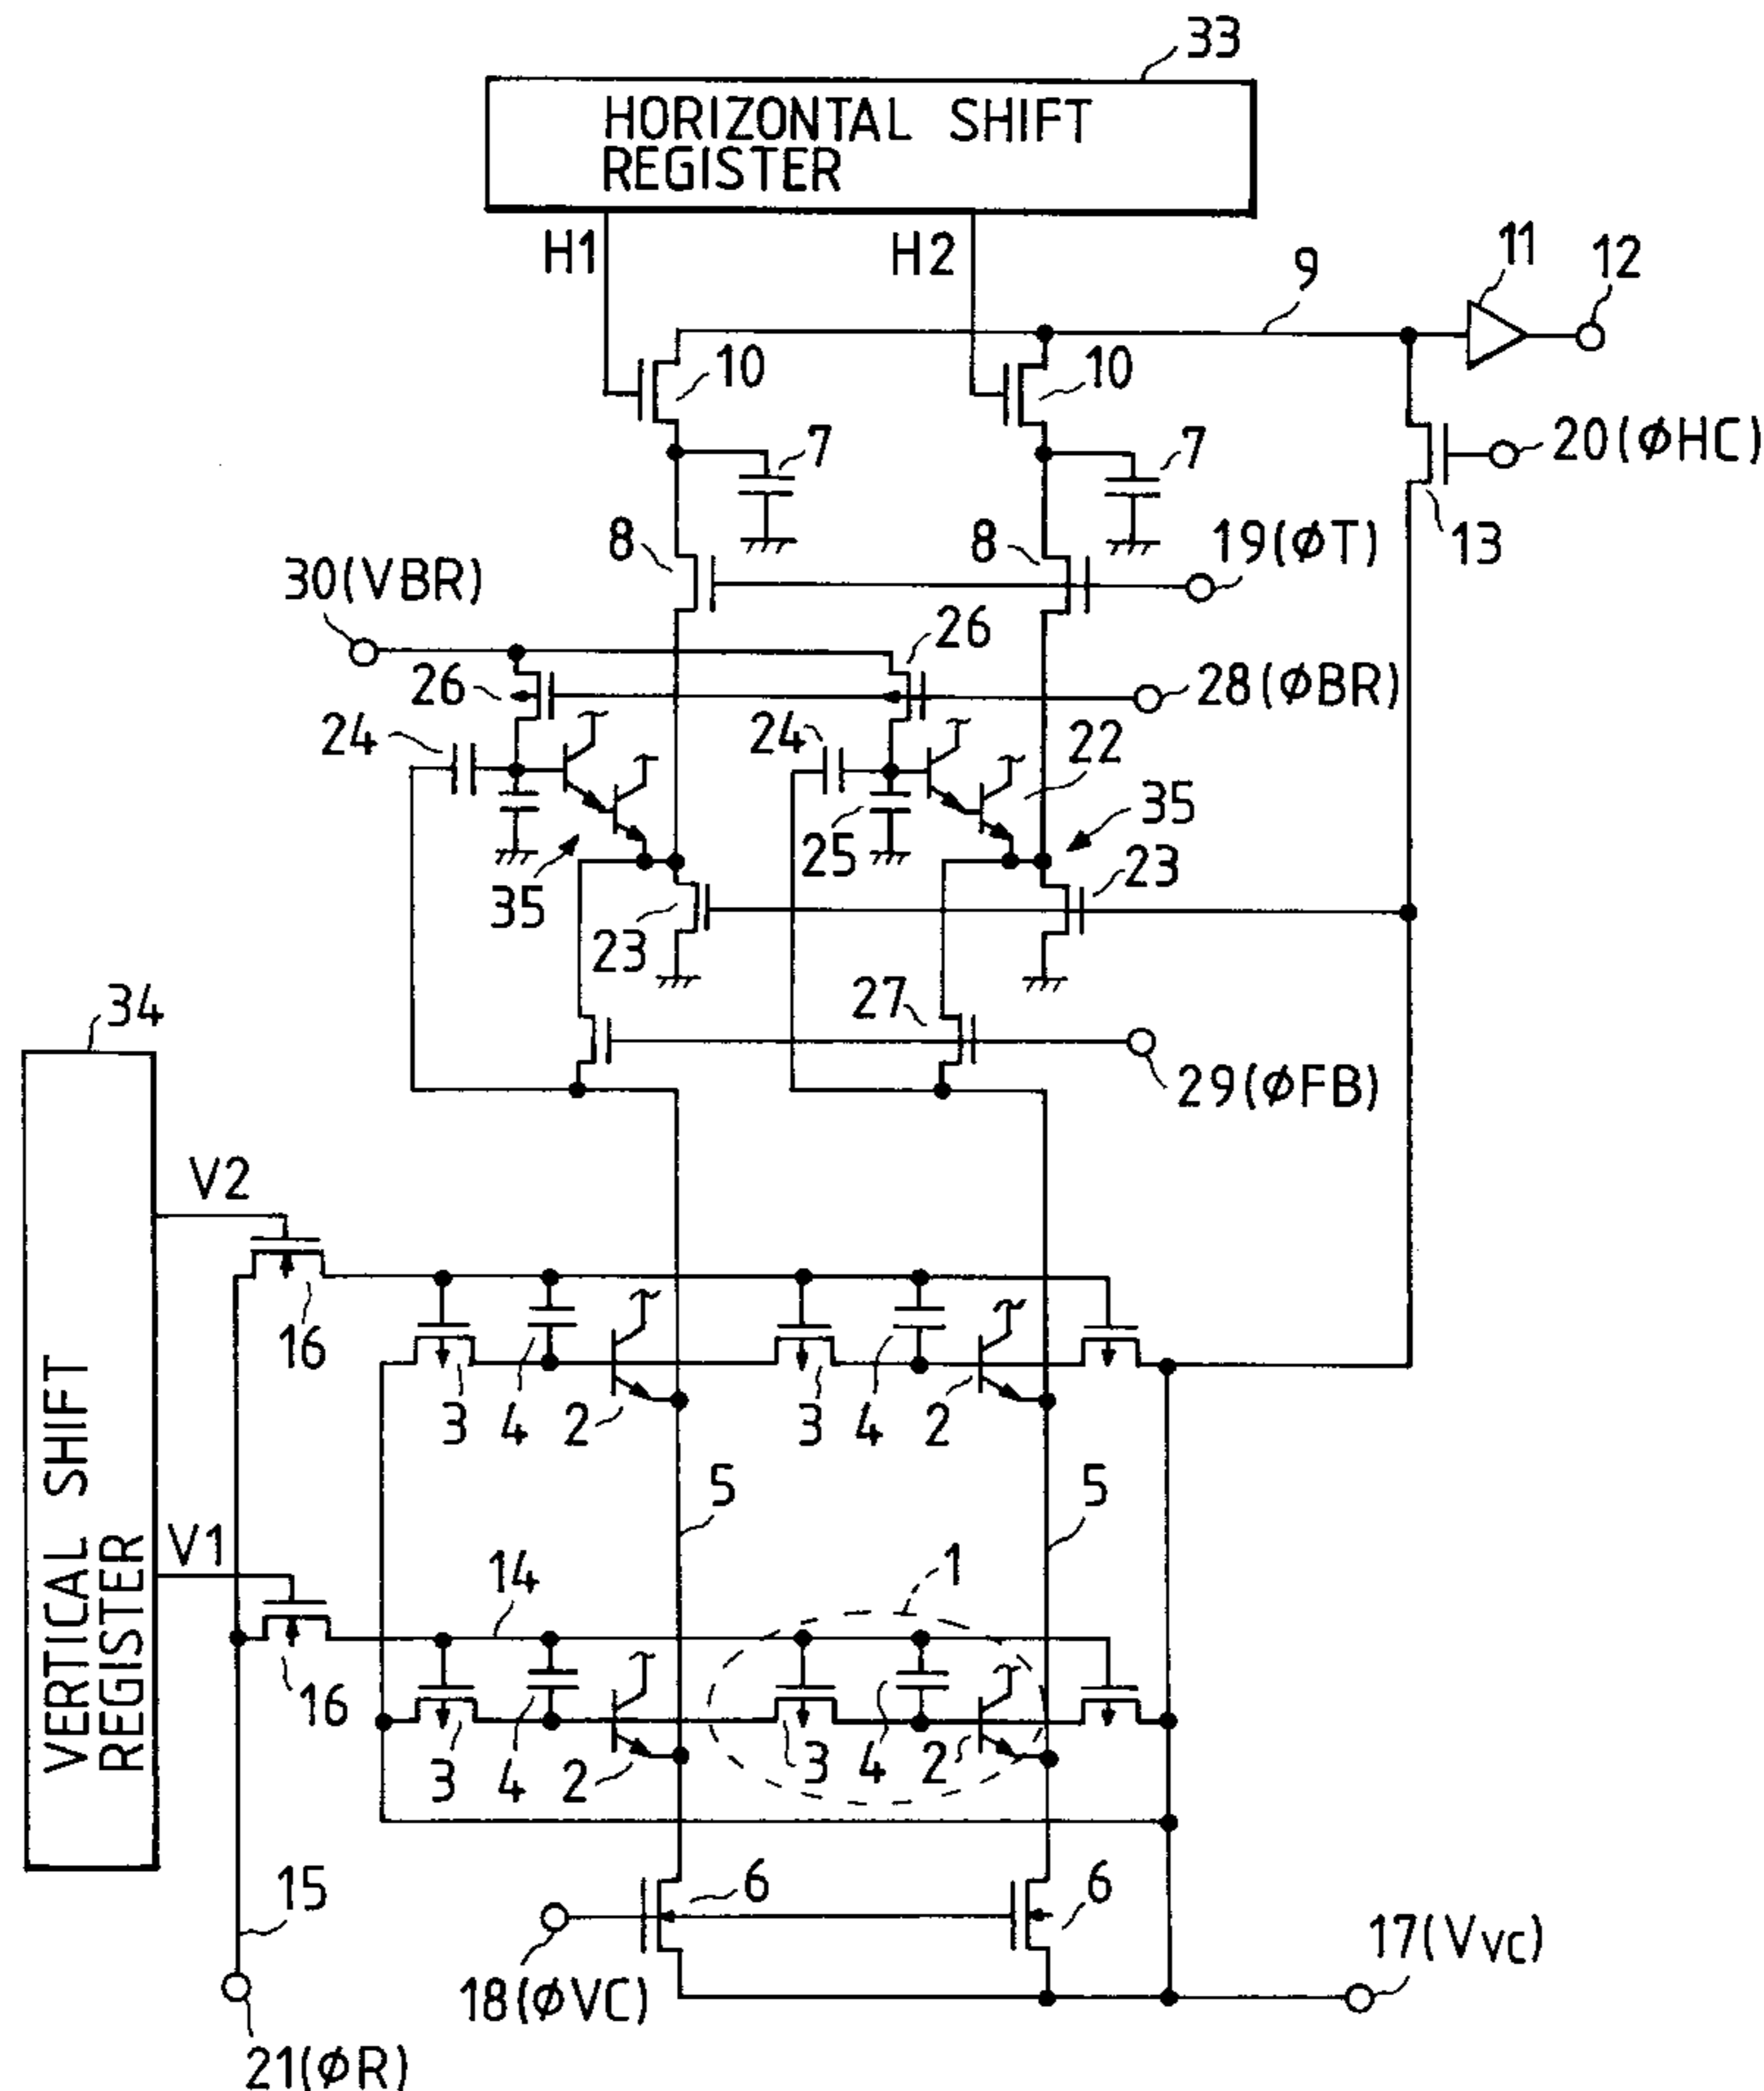 33
HORIZONTAL SHIFT
REGISTER
H1
H2
9
11
12
10
10
20(ϕHC)
7
7
13
8
8
19(ϕT)
30(VBR)
26
26
28(ϕBR)
24
24
22
35
25
23
35
23
27
34
29(ϕFB)
V2
16
3
4
2
3
4
2
VERTICAL SHIFT
REGISTER
5
5
V1
14
1
16
3
4
2
3
4
2
15
6
6
17(VVC)
18(ϕVC)
21(ϕR)